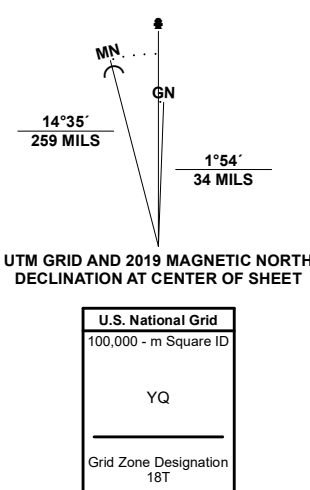 MN
GN
14°35´
259 MILS
1°54´
34 MILS
UTM GRID AND 2019 MAGNETIC NORTH
DECLINATION AT CENTER OF SHEET
U.S. National Grid
100,000 - m Square ID
YQ
Grid Zone Designation
18T